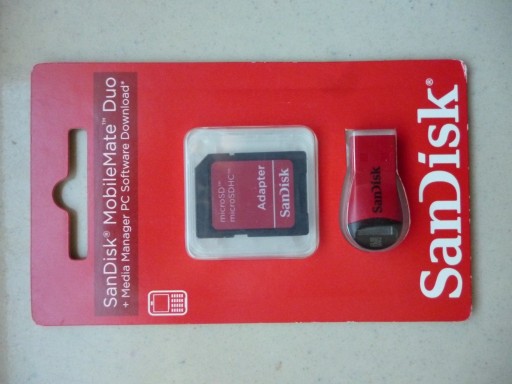 SanDisk® MobileMate™ Duo
+ Media Manager PC Software Download*
microSD™
microSDHC™
Adapter
SanDisk
SanDisk
SanDisk®